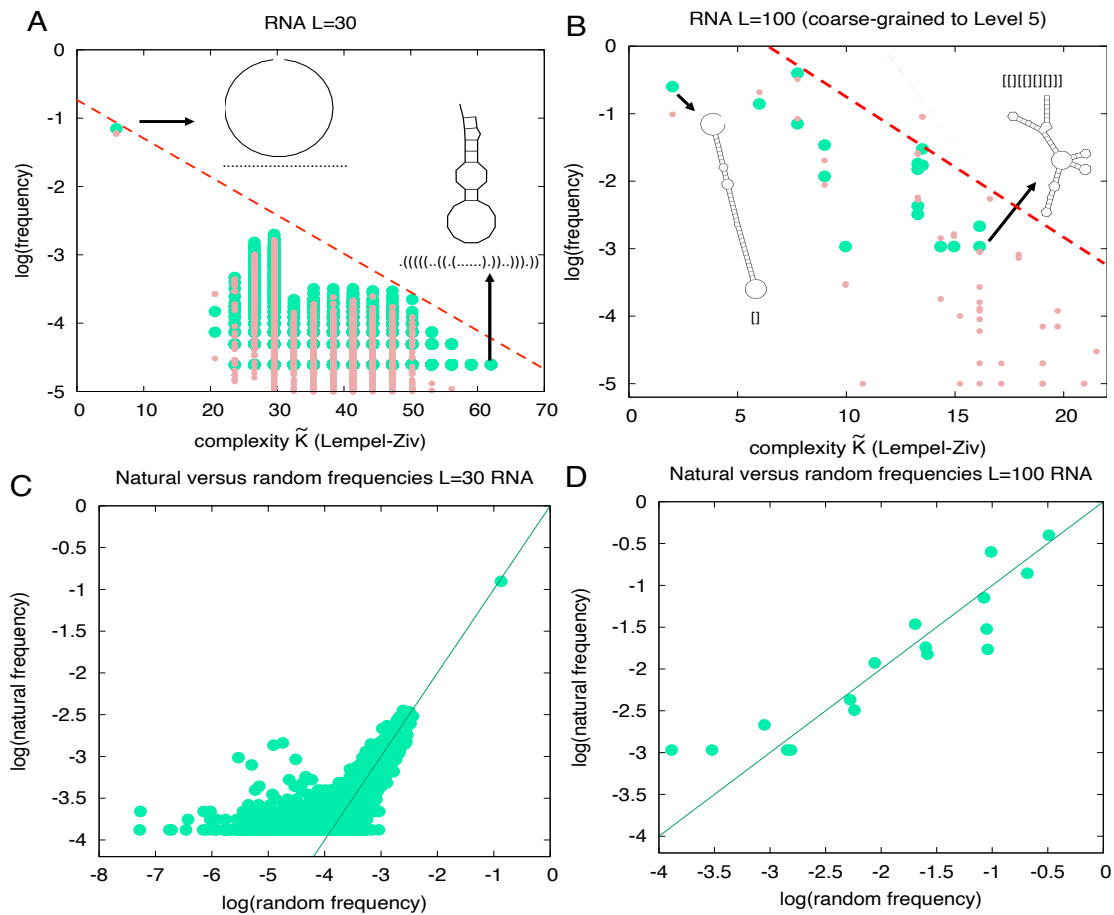 A
RNA L=30
0
-1
-2
-3
-4
-5
log(frequency)
.(((((..((.(......).))..))).))
0 10 20 30 40 50 60 70
complexity K̃ (Lempel-Ziv)
B
RNA L=100 (coarse-grained to Level 5)
0
-1
-2
-3
-4
-5
log(frequency)
[[][[][][]]]
[]
0 5 10 15 20
complexity K̃ (Lempel-Ziv)
C
Natural versus random frequencies L=30 RNA
0
-0.5
-1
-1.5
-2
-2.5
-3
-3.5
-4
log(natural frequency)
-8 -7 -6 -5 -4 -3 -2 -1 0
log(random frequency)
D
Natural versus random frequencies L=100 RNA
0
-0.5
-1
-1.5
-2
-2.5
-3
-3.5
-4
log(natural frequency)
-4 -3.5 -3 -2.5 -2 -1.5 -1 -0.5 0
log(random frequency)